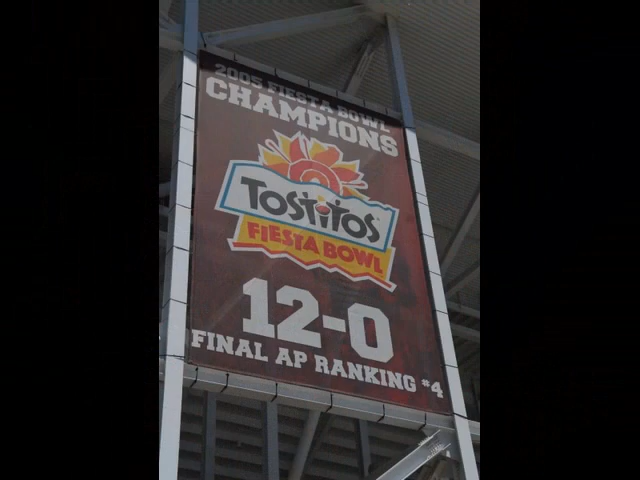 2005 FIESTA BOWL
CHAMPIONS
TOSTITOS
FIESTA BOWL
12-0
FINAL AP RANKING #4